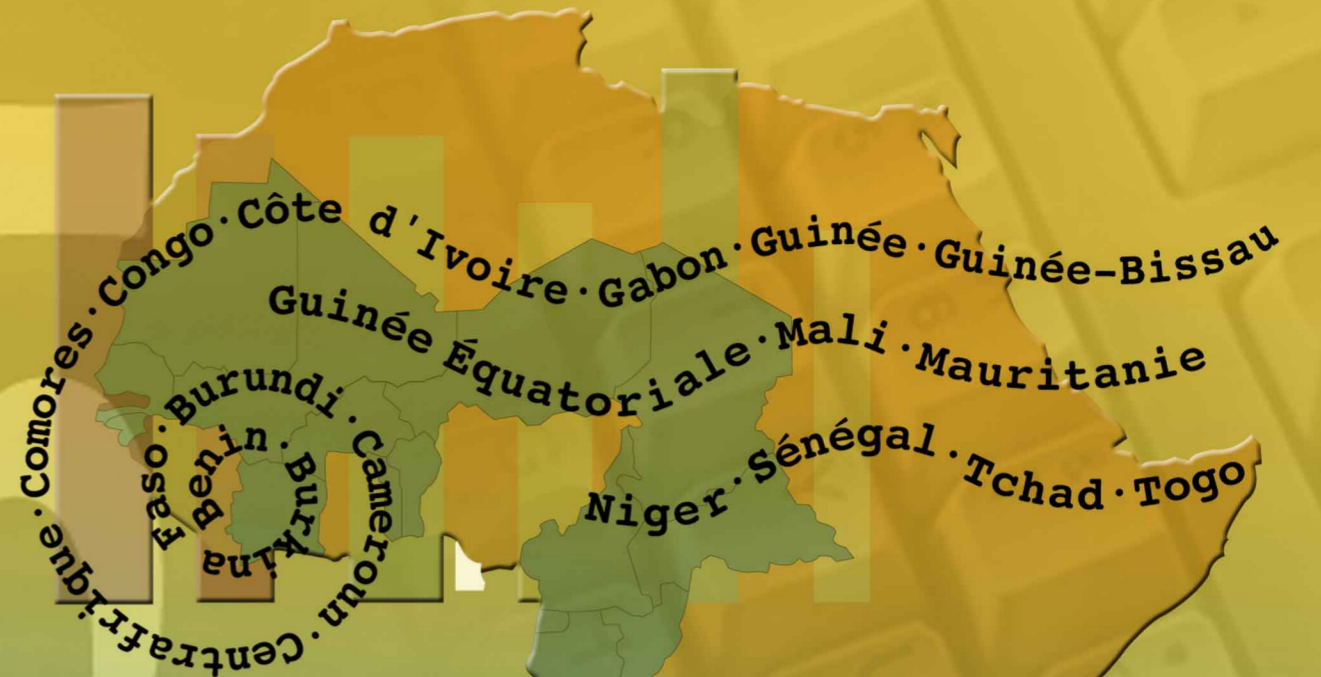 Benin · Burkina Faso · Burundi · Cameroun · Centrafrique · Comores · Congo · Côte d'Ivoire · Gabon · Guinée · Guinée-Bissau
Guinée Équatoriale · Mali · Mauritanie
Niger · Sénégal · Tchad · Togo